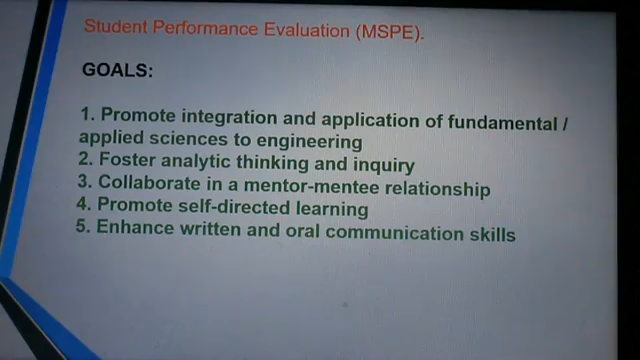 Student Performance Evaluation (MSPE).
GOALS:
1. Promote integration and application of fundamental /
applied sciences to engineering
2. Foster analytic thinking and inquiry
3. Collaborate in a mentor-mentee relationship
4. Promote self-directed learning
5. Enhance written and oral communication skills